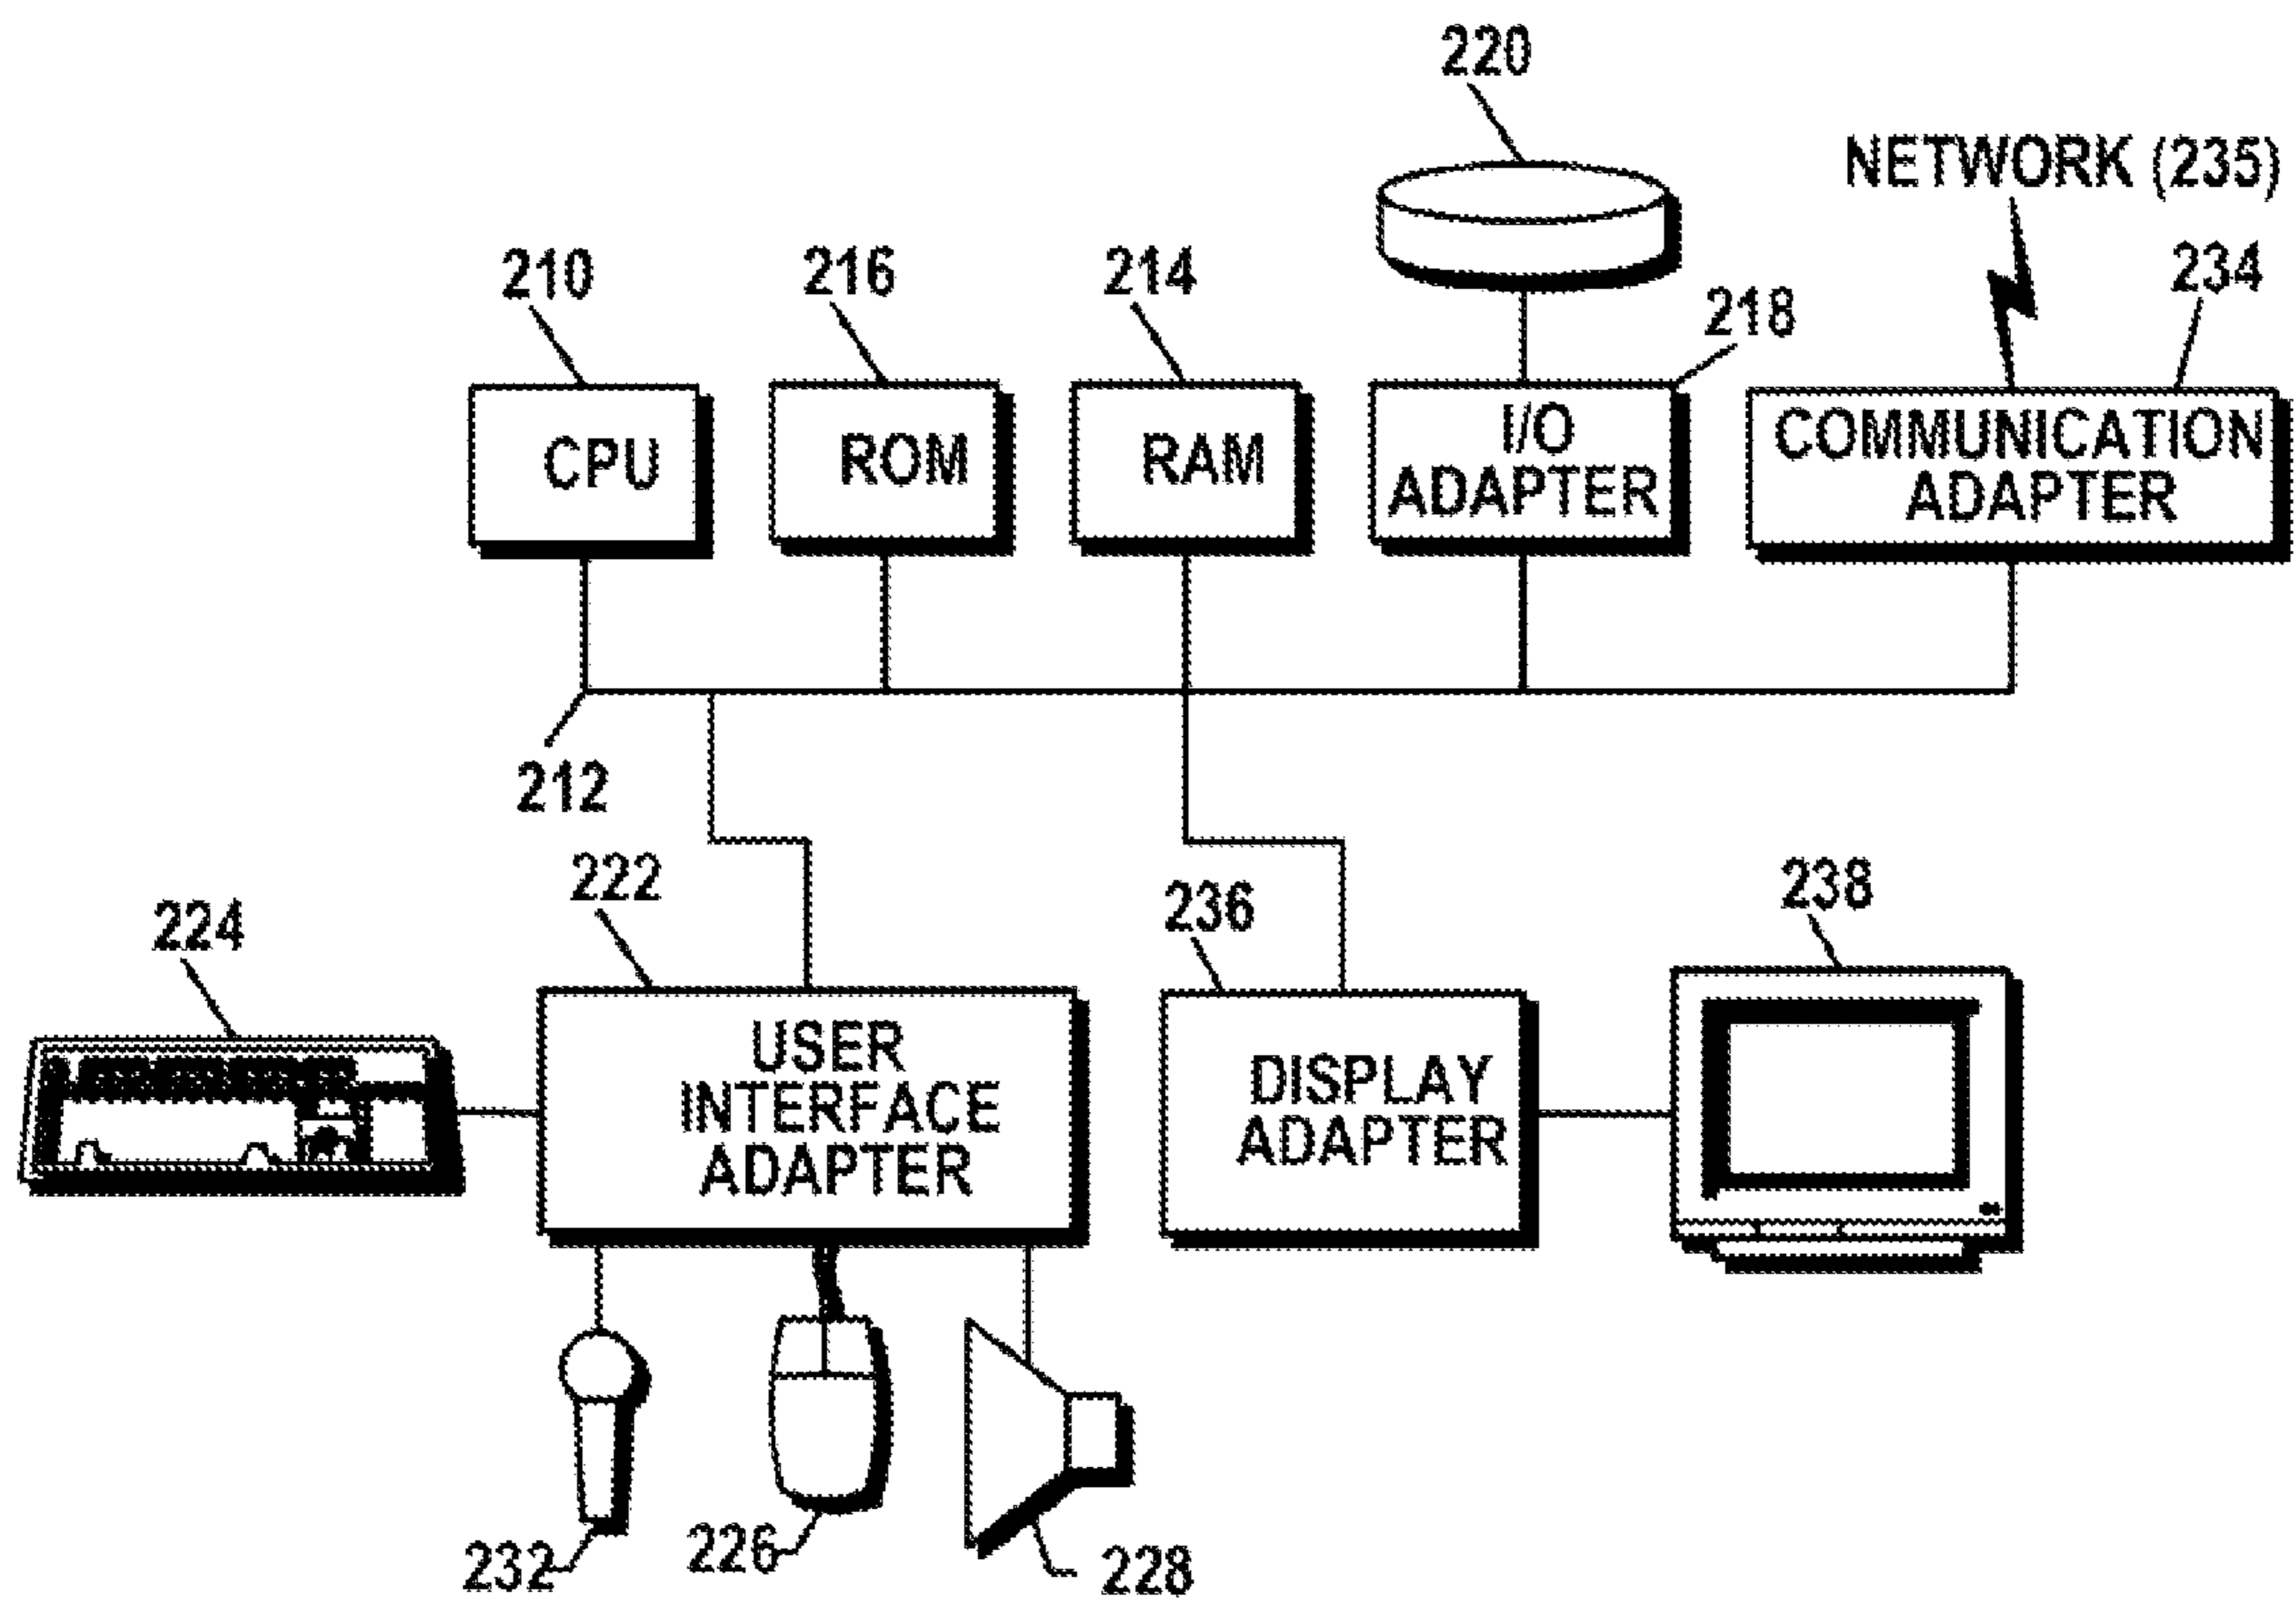 220
NETWORK (235)
210
216
214
218
234
CPU
ROM
RAM
I/O
ADAPTER
COMMUNICATION
ADAPTER
212
222
224
236
238
USER
INTERFACE
ADAPTER
DISPLAY
ADAPTER
232
226
228